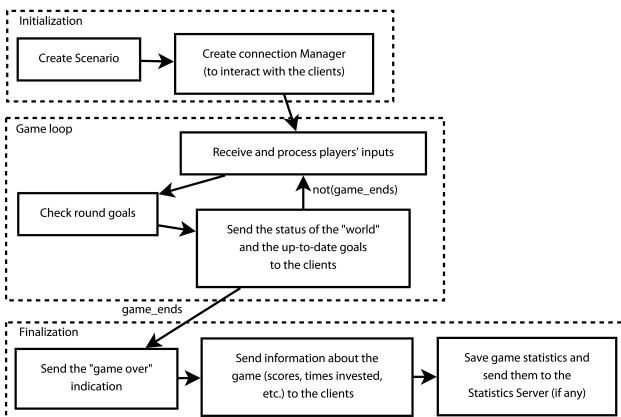 Initialization
Create Scenario
Create connection Manager
(to interact with the clients)
Game loop
Receive and process players' inputs
not(game_ends)
Check round goals
Send the status of the "world"
and the up-to-date goals
to the clients
game_ends
Finalization
Send the "game over"
indication
Send information about the
game (scores, times invested,
etc.) to the clients
Save game statistics and
send them to the
Statistics Server (if any)